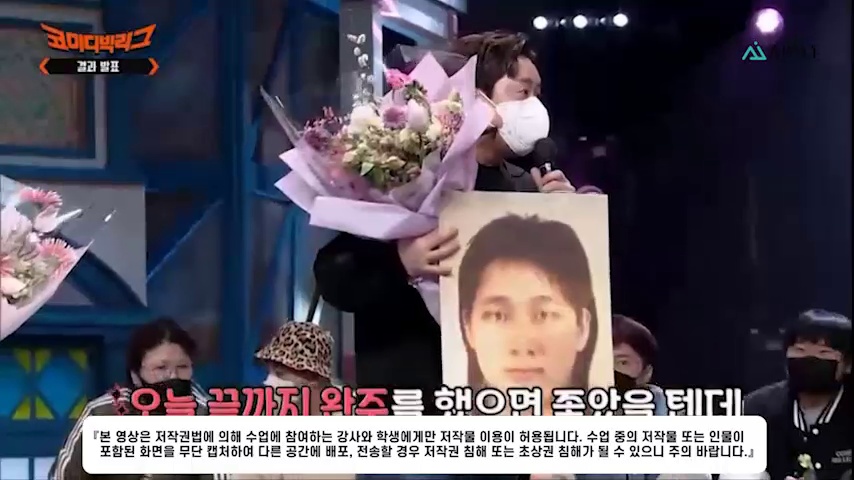 코미디빅리그
결과 발표
오늘 끝까지 완주를 했으면 좋았을 텐데
『본 영상은 저작권법에 의해 수업에 참여하는 강사와 학생에게만 저작물 이용이 허용됩니다. 수업 중의 저작물 또는 인물이
포함된 화면을 무단 캡처하여 다른 공간에 배포, 전송할 경우 저작권 침해 또는 초상권 침해가 될 수 있으니 주의 바랍니다.』